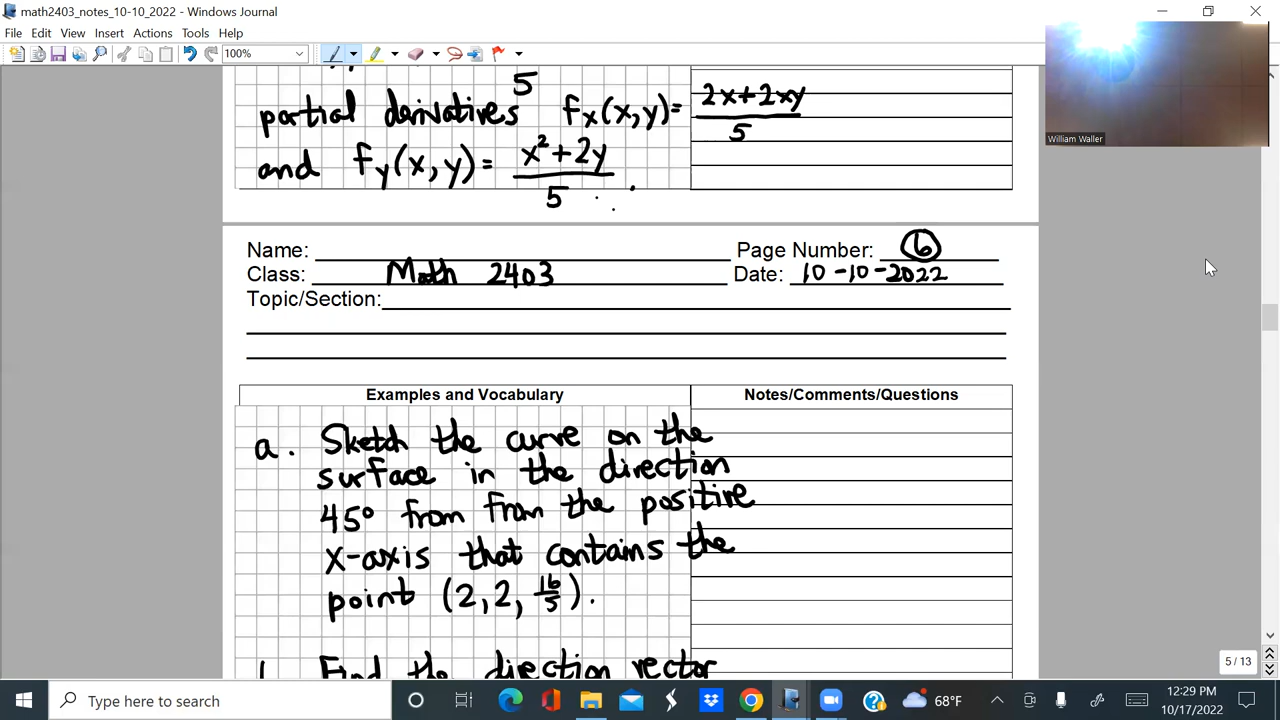 math2403_notes_10-10_2022 - Windows Journal
File Edit View Insert Actions Tools Help
100%
William Waller
5
partial derivatives fx(x,y)= 2x+2xy
5
and fy(x,y)= x²+2y
5
Name:
Page Number: 6
Class: Math 2403
Date: 10-10-2022
Topic/Section:
Examples and Vocabulary
Notes/Comments/Questions
a. Sketch the curve on the
surface in the direction
45° from from the positive
x-axis that contains the
point (2,2, 16/5).
Find the direction vector
5 / 13
Type here to search
68°F
12:29 PM
10/17/2022